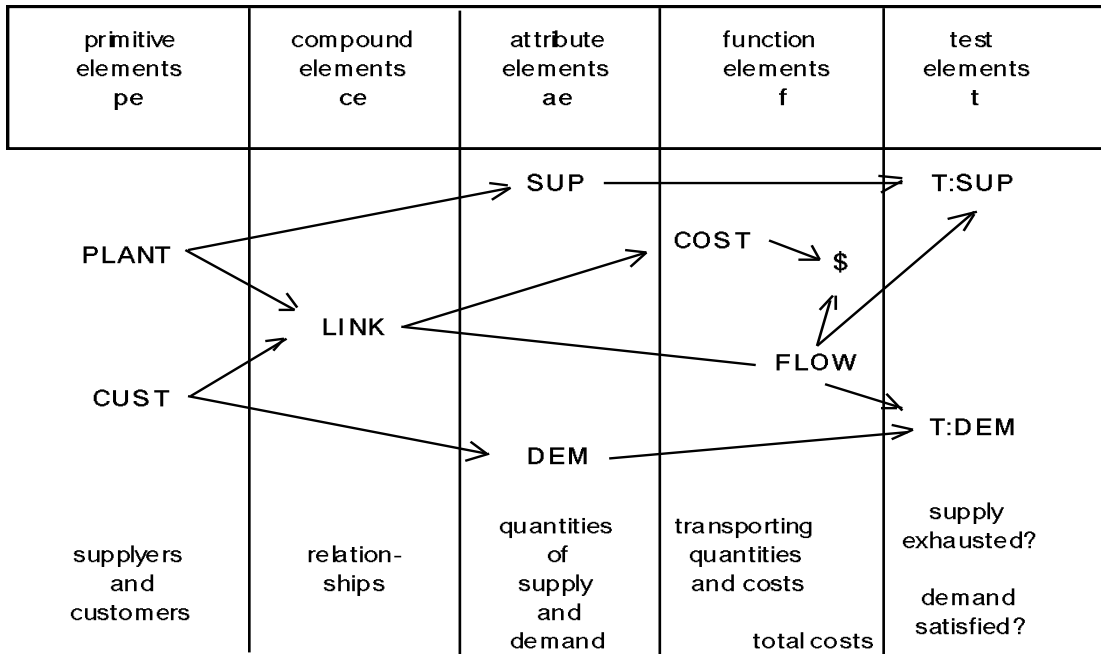 primitive
elements
pe
compound
elements
ce
attribute
elements
ae
function
elements
f
test
elements
t
SUP
T:SUP
PLANT
COST
$
LINK
FLOW
CUST
T:DEM
DEM
supplyers
and
customers
relation-
ships
quantities
of
supply
and
demand
transporting
quantities
and costs
total costs
supply
exhausted?
demand
satisfied?